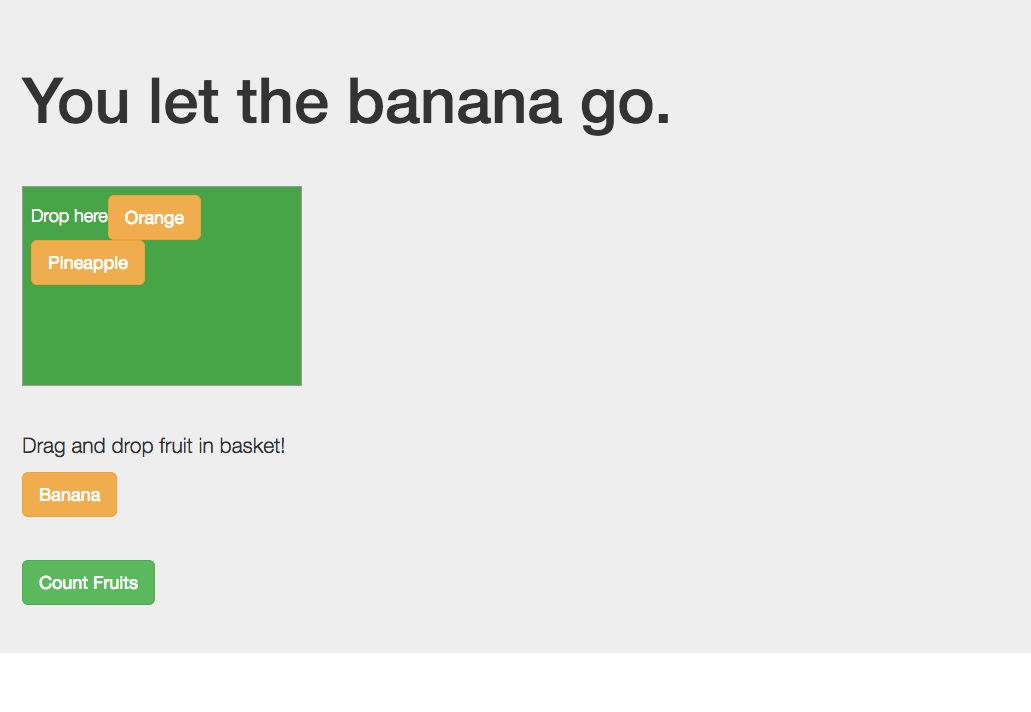 You let the banana go.
Drop here Orange
Pineapple
Drag and drop fruit in basket!
Banana
Count Fruits